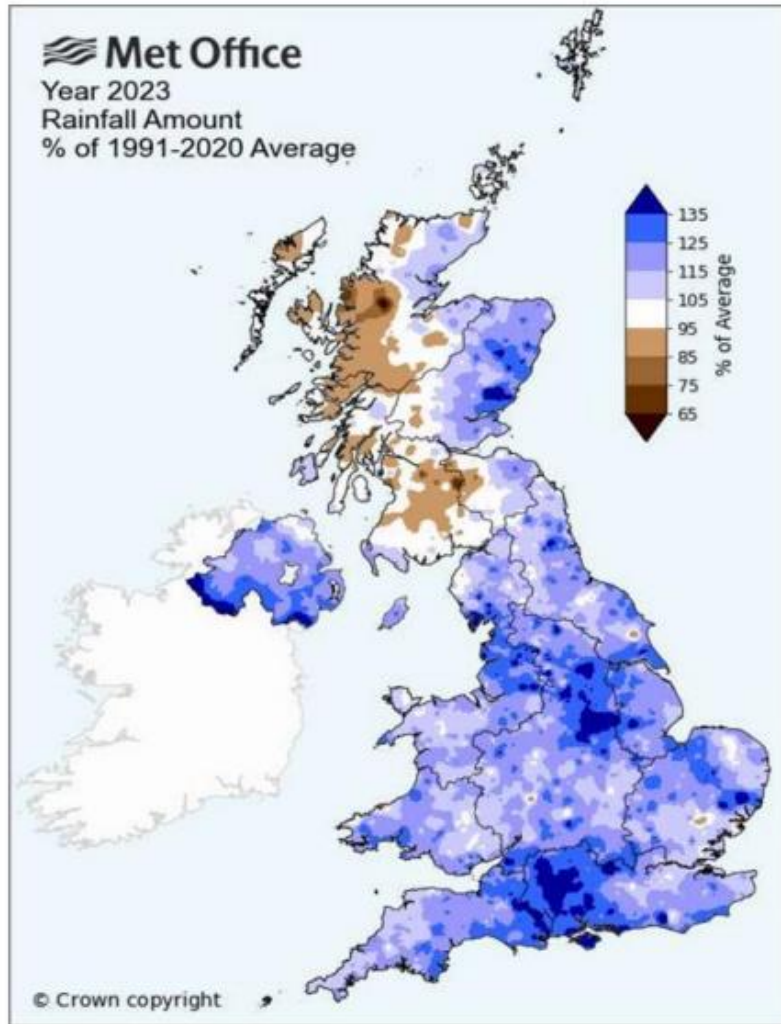 Met Office
Year 2023
Rainfall Amount
% of 1991-2020 Average
135
125
115
105
95
85
75
65
% of Average
© Crown copyright